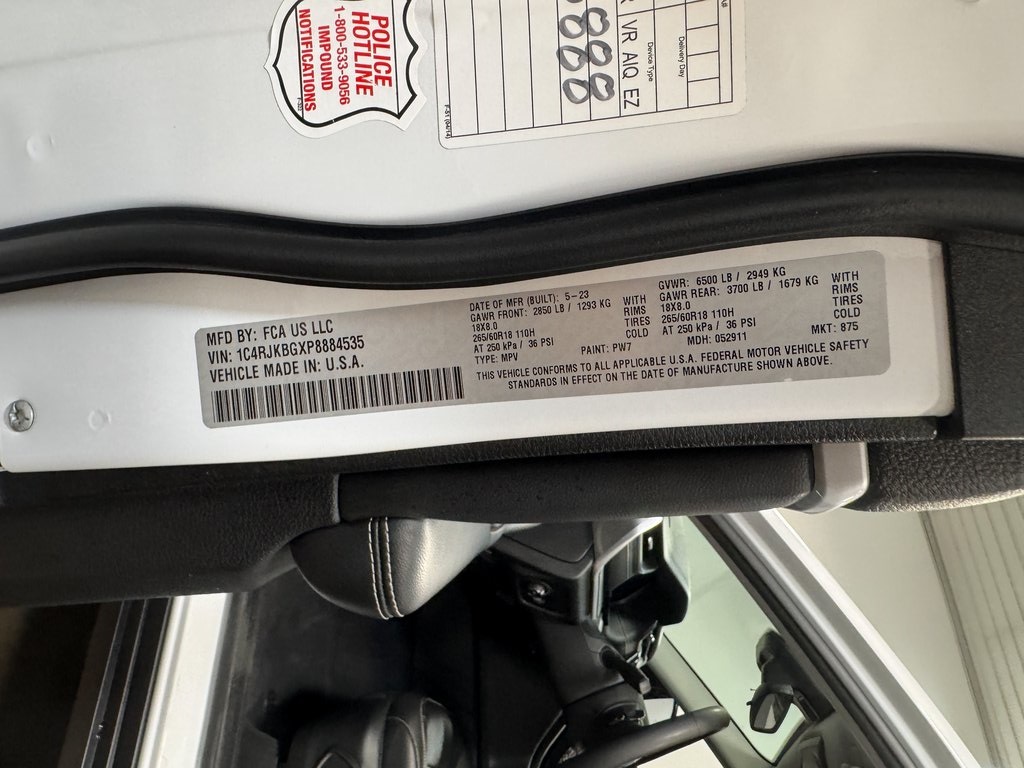 POLICE
HOTLINE
1-800-533-9056
IMPOUND
NOTIFICATIONS
Delivery Day
Device Type
VR AIQ EZ
F-51 (04/14)
MFD BY: FCA US LLC
VIN: 1C4RJKBGXP8884535
VEHICLE MADE IN: U.S.A.
DATE OF MFR (BUILT): 5-23
GAWR FRONT: 2850 LB / 1293 KG WITH
18X8.0 RIMS
265/60R18 110H TIRES
AT 250 kPa / 36 PSI COLD
TYPE: MPV PAINT: PW7
GVWR: 6500 LB / 2949 KG
GAWR REAR: 3700 LB / 1679 KG WITH
18X8.0 RIMS
265/60R18 110H TIRES
AT 250 kPa / 36 PSI COLD
MDH: 052911 MKT: 875
THIS VEHICLE CONFORMS TO ALL APPLICABLE U.S.A. FEDERAL MOTOR VEHICLE SAFETY
STANDARDS IN EFFECT ON THE DATE OF MANUFACTURE SHOWN ABOVE.